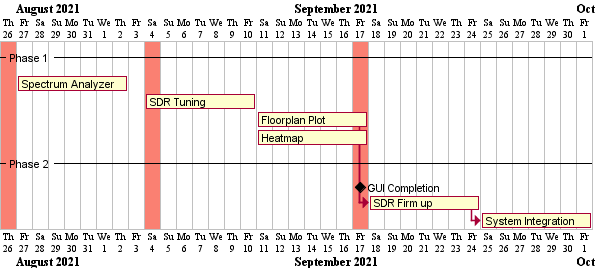 August 2021 September 2021 Oct
Th Fr Sa Su Mo Tu We Th Fr Sa Su Mo Tu We Th Fr Sa Su Mo Tu We Th Fr Sa Su Mo Tu We Th Fr Sa Su Mo Tu We Th Fr
26 27 28 29 30 31 1 2 3 4 5 6 7 8 9 10 11 12 13 14 15 16 17 18 19 20 21 22 23 24 25 26 27 28 29 30 1
Phase 1
Spectrum Analyzer
SDR Tuning
Floorplan Plot
Heatmap
Phase 2
GUI Completion
SDR Firm up
System Integration
Th Fr Sa Su Mo Tu We Th Fr Sa Su Mo Tu We Th Fr Sa Su Mo Tu We Th Fr Sa Su Mo Tu We Th Fr Sa Su Mo Tu We Th Fr
26 27 28 29 30 31 1 2 3 4 5 6 7 8 9 10 11 12 13 14 15 16 17 18 19 20 21 22 23 24 25 26 27 28 29 30 1
August 2021 September 2021 Oct